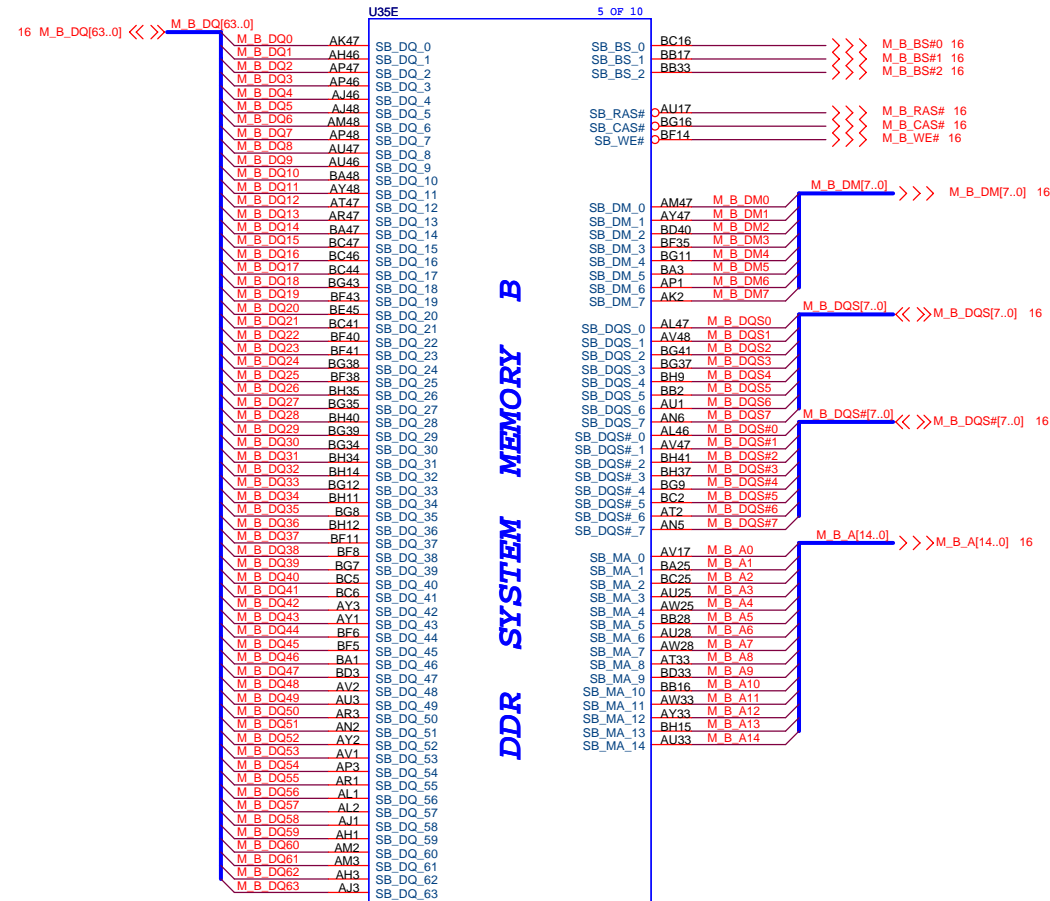 U35E 5 OF 10
16 M_B_DQ[63..0] M_B_DQ[63..0]
M_B_DQ0 AK47 SB_DQ_0
M_B_DQ1 AH46 SB_DQ_1
M_B_DQ2 AP47 SB_DQ_2
M_B_DQ3 AP46 SB_DQ_3
M_B_DQ4 AJ46 SB_DQ_4
M_B_DQ5 AJ48 SB_DQ_5
M_B_DQ6 AM48 SB_DQ_6
M_B_DQ7 AP48 SB_DQ_7
M_B_DQ8 AU47 SB_DQ_8
M_B_DQ9 AU46 SB_DQ_9
M_B_DQ10 BA48 SB_DQ_10
M_B_DQ11 AY48 SB_DQ_11
M_B_DQ12 AT47 SB_DQ_12
M_B_DQ13 AR47 SB_DQ_13
M_B_DQ14 BA47 SB_DQ_14
M_B_DQ15 BC47 SB_DQ_15
M_B_DQ16 BC46 SB_DQ_16
M_B_DQ17 BC44 SB_DQ_17
M_B_DQ18 BG43 SB_DQ_18
M_B_DQ19 BF43 SB_DQ_19
M_B_DQ20 BE45 SB_DQ_20
M_B_DQ21 BC41 SB_DQ_21
M_B_DQ22 BF40 SB_DQ_22
M_B_DQ23 BF41 SB_DQ_23
M_B_DQ24 BG38 SB_DQ_24
M_B_DQ25 BF38 SB_DQ_25
M_B_DQ26 BH35 SB_DQ_26
M_B_DQ27 BG35 SB_DQ_27
M_B_DQ28 BH40 SB_DQ_28
M_B_DQ29 BG39 SB_DQ_29
M_B_DQ30 BG34 SB_DQ_30
M_B_DQ31 BH34 SB_DQ_31
M_B_DQ32 BH14 SB_DQ_32
M_B_DQ33 BG12 SB_DQ_33
M_B_DQ34 BH11 SB_DQ_34
M_B_DQ35 BG8 SB_DQ_35
M_B_DQ36 BH12 SB_DQ_36
M_B_DQ37 BF11 SB_DQ_37
M_B_DQ38 BF8 SB_DQ_38
M_B_DQ39 BG7 SB_DQ_39
M_B_DQ40 BC5 SB_DQ_40
M_B_DQ41 BC6 SB_DQ_41
M_B_DQ42 AY3 SB_DQ_42
M_B_DQ43 AY1 SB_DQ_43
M_B_DQ44 BF6 SB_DQ_44
M_B_DQ45 BF5 SB_DQ_45
M_B_DQ46 BA1 SB_DQ_46
M_B_DQ47 BD3 SB_DQ_47
M_B_DQ48 AV2 SB_DQ_48
M_B_DQ49 AU3 SB_DQ_49
M_B_DQ50 AR3 SB_DQ_50
M_B_DQ51 AN2 SB_DQ_51
M_B_DQ52 AY2 SB_DQ_52
M_B_DQ53 AV1 SB_DQ_53
M_B_DQ54 AP3 SB_DQ_54
M_B_DQ55 AR1 SB_DQ_55
M_B_DQ56 AL1 SB_DQ_56
M_B_DQ57 AL2 SB_DQ_57
M_B_DQ58 AJ1 SB_DQ_58
M_B_DQ59 AH1 SB_DQ_59
M_B_DQ60 AM2 SB_DQ_60
M_B_DQ61 AM3 SB_DQ_61
M_B_DQ62 AH3 SB_DQ_62
M_B_DQ63 AJ3 SB_DQ_63
DDR SYSTEM MEMORY B
SB_BS_0 BC16 M_B_BS#0 16
SB_BS_1 BB17 M_B_BS#1 16
SB_BS_2 BB33 M_B_BS#2 16
SB_RAS# AU17 M_B_RAS# 16
SB_CAS# BG16 M_B_CAS# 16
SB_WE# BF14 M_B_WE# 16
M_B_DM[7..0] M_B_DM[7..0] 16
SB_DM_0 AM47 M_B_DM0
SB_DM_1 AY47 M_B_DM1
SB_DM_2 BD40 M_B_DM2
SB_DM_3 BF35 M_B_DM3
SB_DM_4 BG11 M_B_DM4
SB_DM_5 BA3 M_B_DM5
SB_DM_6 AP1 M_B_DM6
SB_DM_7 AK2 M_B_DM7
M_B_DQS[7..0] M_B_DQS[7..0] 16
SB_DQS_0 AL47 M_B_DQS0
SB_DQS_1 AV48 M_B_DQS1
SB_DQS_2 BG41 M_B_DQS2
SB_DQS_3 BG37 M_B_DQS3
SB_DQS_4 BH9 M_B_DQS4
SB_DQS_5 BB2 M_B_DQS5
SB_DQS_6 AU1 M_B_DQS6
SB_DQS_7 AN6 M_B_DQS7
M_B_DQS#[7..0] M_B_DQS#[7..0] 16
SB_DQS#_0 AL46 M_B_DQS#0
SB_DQS#_1 AV47 M_B_DQS#1
SB_DQS#_2 BH41 M_B_DQS#2
SB_DQS#_3 BH37 M_B_DQS#3
SB_DQS#_4 BG9 M_B_DQS#4
SB_DQS#_5 BC2 M_B_DQS#5
SB_DQS#_6 AT2 M_B_DQS#6
SB_DQS#_7 AN5 M_B_DQS#7
M_B_A[14..0] M_B_A[14..0] 16
SB_MA_0 AV17 M_B_A0
SB_MA_1 BA25 M_B_A1
SB_MA_2 BC25 M_B_A2
SB_MA_3 AU25 M_B_A3
SB_MA_4 AW25 M_B_A4
SB_MA_5 BB28 M_B_A5
SB_MA_6 AU28 M_B_A6
SB_MA_7 AW28 M_B_A7
SB_MA_8 AT33 M_B_A8
SB_MA_9 BD33 M_B_A9
SB_MA_10 BB16 M_B_A10
SB_MA_11 AW33 M_B_A11
SB_MA_12 AY33 M_B_A12
SB_MA_13 BH15 M_B_A13
SB_MA_14 AU33 M_B_A14